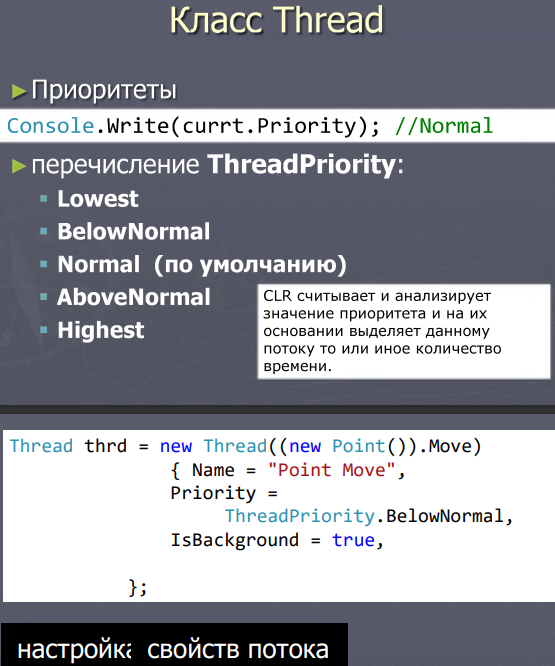 Класс Thread
►Приоритеты
Console.Write(currt.Priority); //Normal
►перечисление ThreadPriority:
▪ Lowest
▪ BelowNormal
▪ Normal (по умолчанию)
▪ AboveNormal
▪ Highest
CLR считывает и анализирует
значение приоритета и на их
основании выделяет данному
потоку то или иное количество
времени.
Thread thrd = new Thread((new Point()).Move)
{ Name = "Point Move",
Priority =
ThreadPriority.BelowNormal,
IsBackground = true,
};
настройка свойств потока